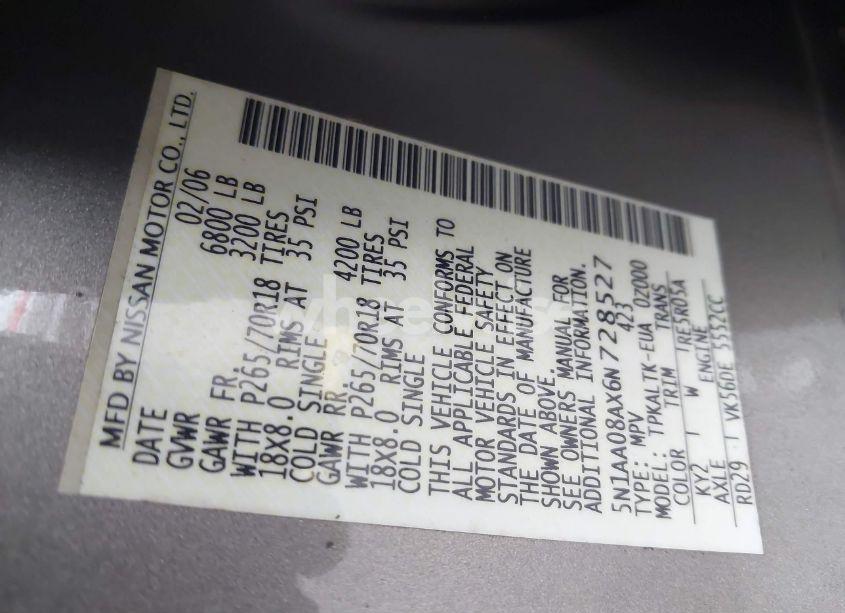 MFD BY NISSAN MOTOR CO., LTD.
DATE 02/06
GVWR 6800 LB
GAWR FR. 3200 LB
WITH P265/70R18 TIRES
18X8.0 RIMS AT 35 PSI
COLD SINGLE
GAWR RR. 4200 LB
WITH P265/70R18 TIRES
18X8.0 RIMS AT 35 PSI
COLD SINGLE
THIS VEHICLE CONFORMS TO
ALL APPLICABLE FEDERAL
MOTOR VEHICLE SAFETY
STANDARDS IN EFFECT ON
THE DATE OF MANUFACTURE
SHOWN ABOVE.
SEE OWNERS MANUAL FOR
ADDITIONAL INFORMATION.
5N1AA08AX6N728527
TYPE: MPV 423
MODEL: TPKALTK-EUA 02000
COLOR TRIM TRANS
KY2 W RE5R05A
AXLE ENGINE
RD29 VK56DE 5552CC